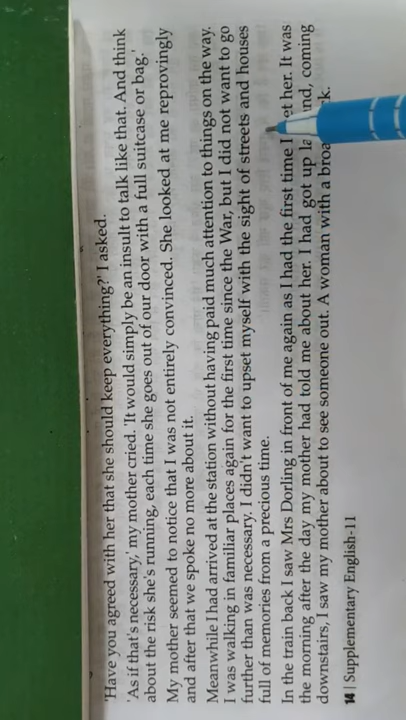 'Have you agreed with her that she should keep everything?' I asked.
'As if that's necessary,' my mother cried. 'It would simply be an insult to talk like that. And think
about the risk she's running, each time she goes out of our door with a full suitcase or bag.'
My mother seemed to notice that I was not entirely convinced. She looked at me reprovingly
and after that we spoke no more about it.
Meanwhile I had arrived at the station without having paid much attention to things on the way.
I was walking in familiar places again for the first time since the War, but I did not want to go
further than was necessary. I didn't want to upset myself with the sight of streets and houses
full of memories from a precious time.
In the train back I saw Mrs Dorling in front of me again as I had the first time I her. It was
the morning after the day my mother had told me about her. I had got up coming
downstairs, I saw my mother about to see someone out. A woman with a
14 | Supplementary English-11